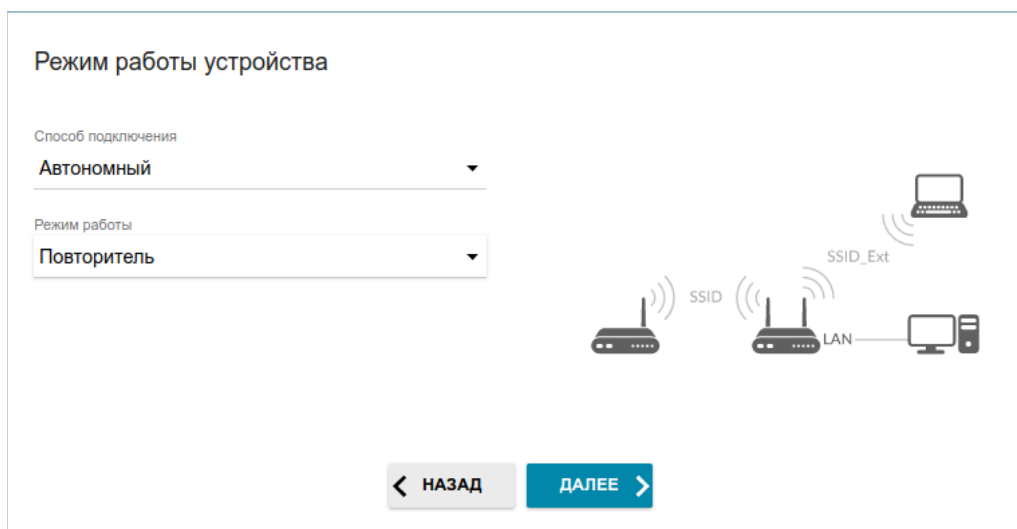 Режим работы устройства
Способ подключения
Автономный
Режим работы
Повторитель
SSID_Ext
SSID
LAN
НАЗАД
ДАЛЕЕ